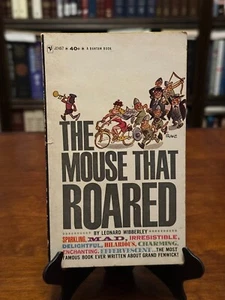 40¢
A BANTAM BOOK
THE
MOUSE THAT
ROARED
BY LEONARD WIBBERLEY
SPARKLING, MAD, IRRESISTIBLE,
DELIGHTFUL, HILARIOUS, CHARMING,
ENCHANTING, EFFERVESCENT...THE MOST
FAMOUS BOOK EVER WRITTEN ABOUT GRAND FENWICK!